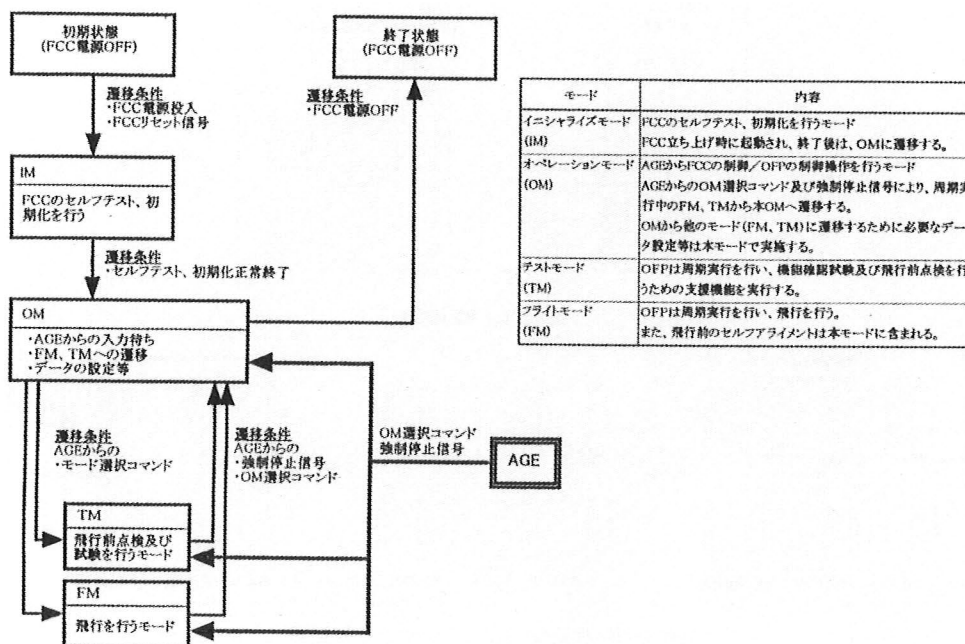 初期状態
(FCC電源OFF)
終了状態
(FCC電源OFF)
遷移条件
・FCC電源投入
・FCCリセット信号
遷移条件
・FCC電源OFF
IM
FCCのセルフテスト、初
期化を行う
遷移条件
・セルフテスト、初期化正常終了
OM
・AGEからの入力待ち
・FM、TMへの遷移
・データの設定等
遷移条件
AGEからの
・モード選択コマンド
遷移条件
AGEからの
・強制停止信号
・OM選択コマンド
OM選択コマンド
強制停止信号
AGE
TM
飛行前点検及び
試験を行うモード
FM
飛行を行うモード
モード
内容
イニシャライズモード
(IM)
FCCのセルフテスト、初期化を行うモード
FCC立ち上げ時に起動され、終了後は、OMに遷移する。
オペレーションモード
(OM)
AGEからFCCの制御/OFPの制御操作を行うモード
AGEからのOM選択コマンド及び強制停止信号により、周期実
行中のFM、TMから本OMへ遷移する。
OMから他のモード(FM、TM)に遷移するために必要なデー
タ設定等は本モードで実施する。
テストモード
(TM)
OFPは周期実行を行い、機能確認試験及び飛行前点検を行
うための支援機能を実行する。
フライトモード
(FM)
OFPは周期実行を行い、飛行を行う。
また、飛行前のセルフアライメントは本モードに含まれる。